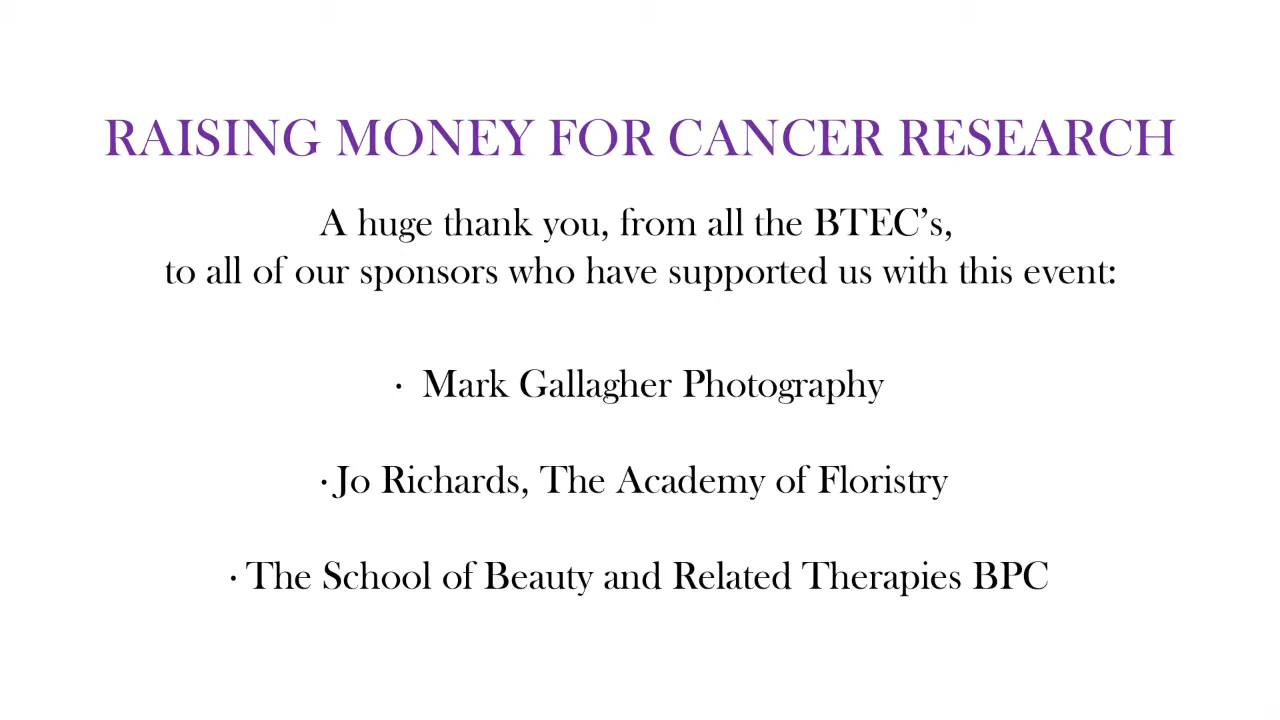 RAISING MONEY FOR CANCER RESEARCH
A huge thank you, from all the BTEC’s,
to all of our sponsors who have supported us with this event:
· Mark Gallagher Photography
· Jo Richards, The Academy of Floristry
· The School of Beauty and Related Therapies BPC